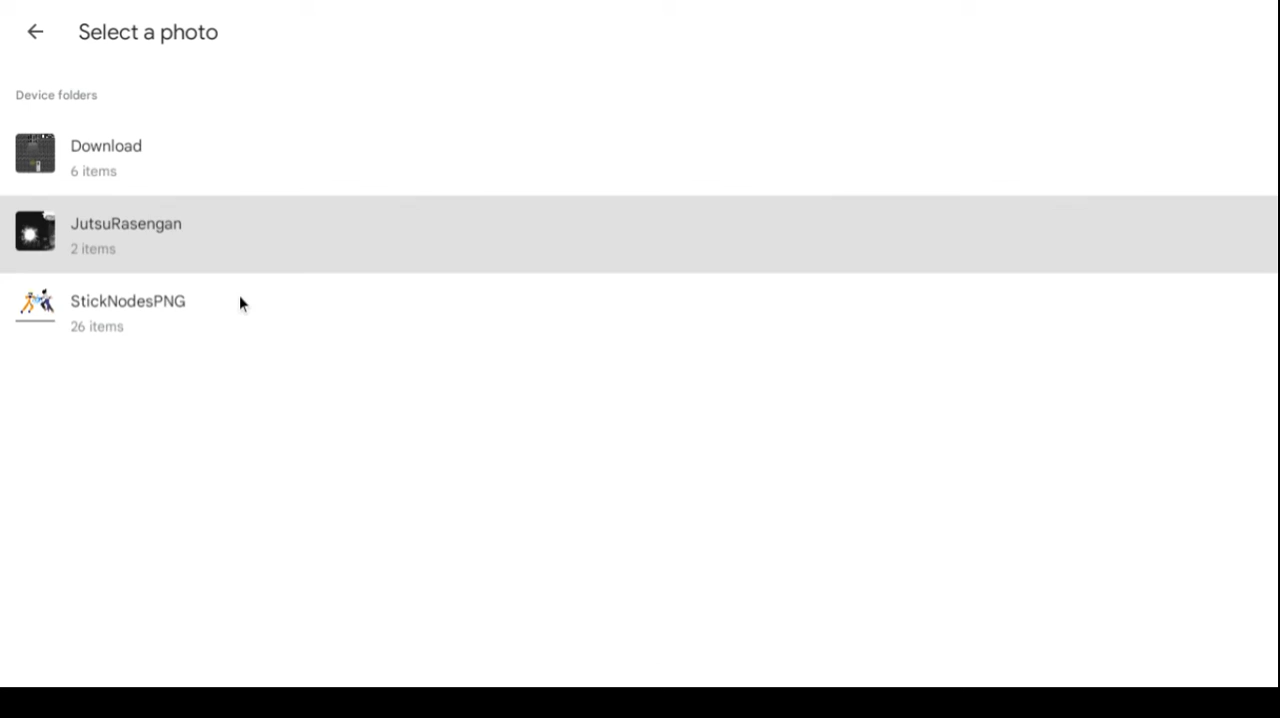 Select a photo
Device folders
Download
6 items
JutsuRasengan
2 items
StickNodesPNG
26 items